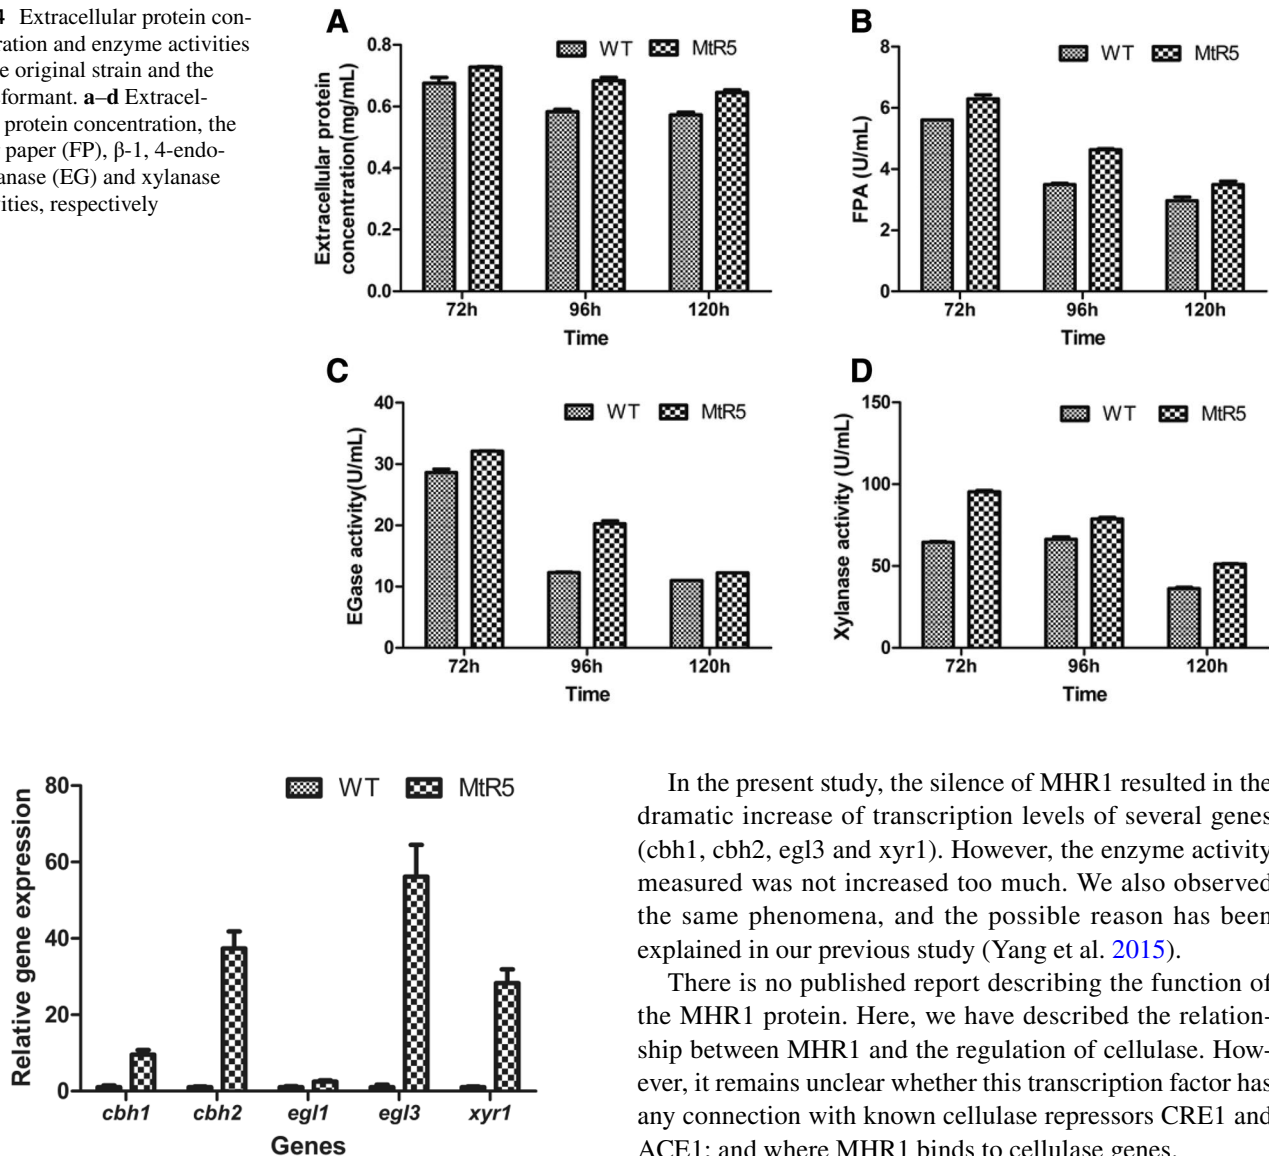 4 Extracellular protein con-
ration and enzyme activities
e original strain and the
sformant. a–d Extracel-
protein concentration, the
paper (FP), β-1, 4-endo-
anase (EG) and xylanase
vities, respectively
A
0.8
0.6
0.4
0.2
0.0
Extracellular protein
concentration(mg/mL)
WT MtR5
72h 96h 120h
Time
B
8
6
4
2
0
FPA (U/mL)
WT MtR5
72h 96h 120h
Time
C
40
30
20
10
0
EGase activity(U/mL)
WT MtR5
72h 96h 120h
Time
D
150
100
50
0
Xylanase activity (U/mL)
WT MtR5
72h 96h 120h
Time
80
60
40
20
0
Relative gene expression
WT MtR5
cbh1 cbh2 egl1 egl3 xyr1
Genes
In the present study, the silence of MHR1 resulted in the
dramatic increase of transcription levels of several genes
(cbh1, cbh2, egl3 and xyr1). However, the enzyme activity
measured was not increased too much. We also observed
the same phenomena, and the possible reason has been
explained in our previous study (Yang et al. 2015).
There is no published report describing the function of
the MHR1 protein. Here, we have described the relation-
ship between MHR1 and the regulation of cellulase. How-
ever, it remains unclear whether this transcription factor has
any connection with known cellulase repressors CRE1 and
ACE1; and where MHR1 binds to cellulase genes.